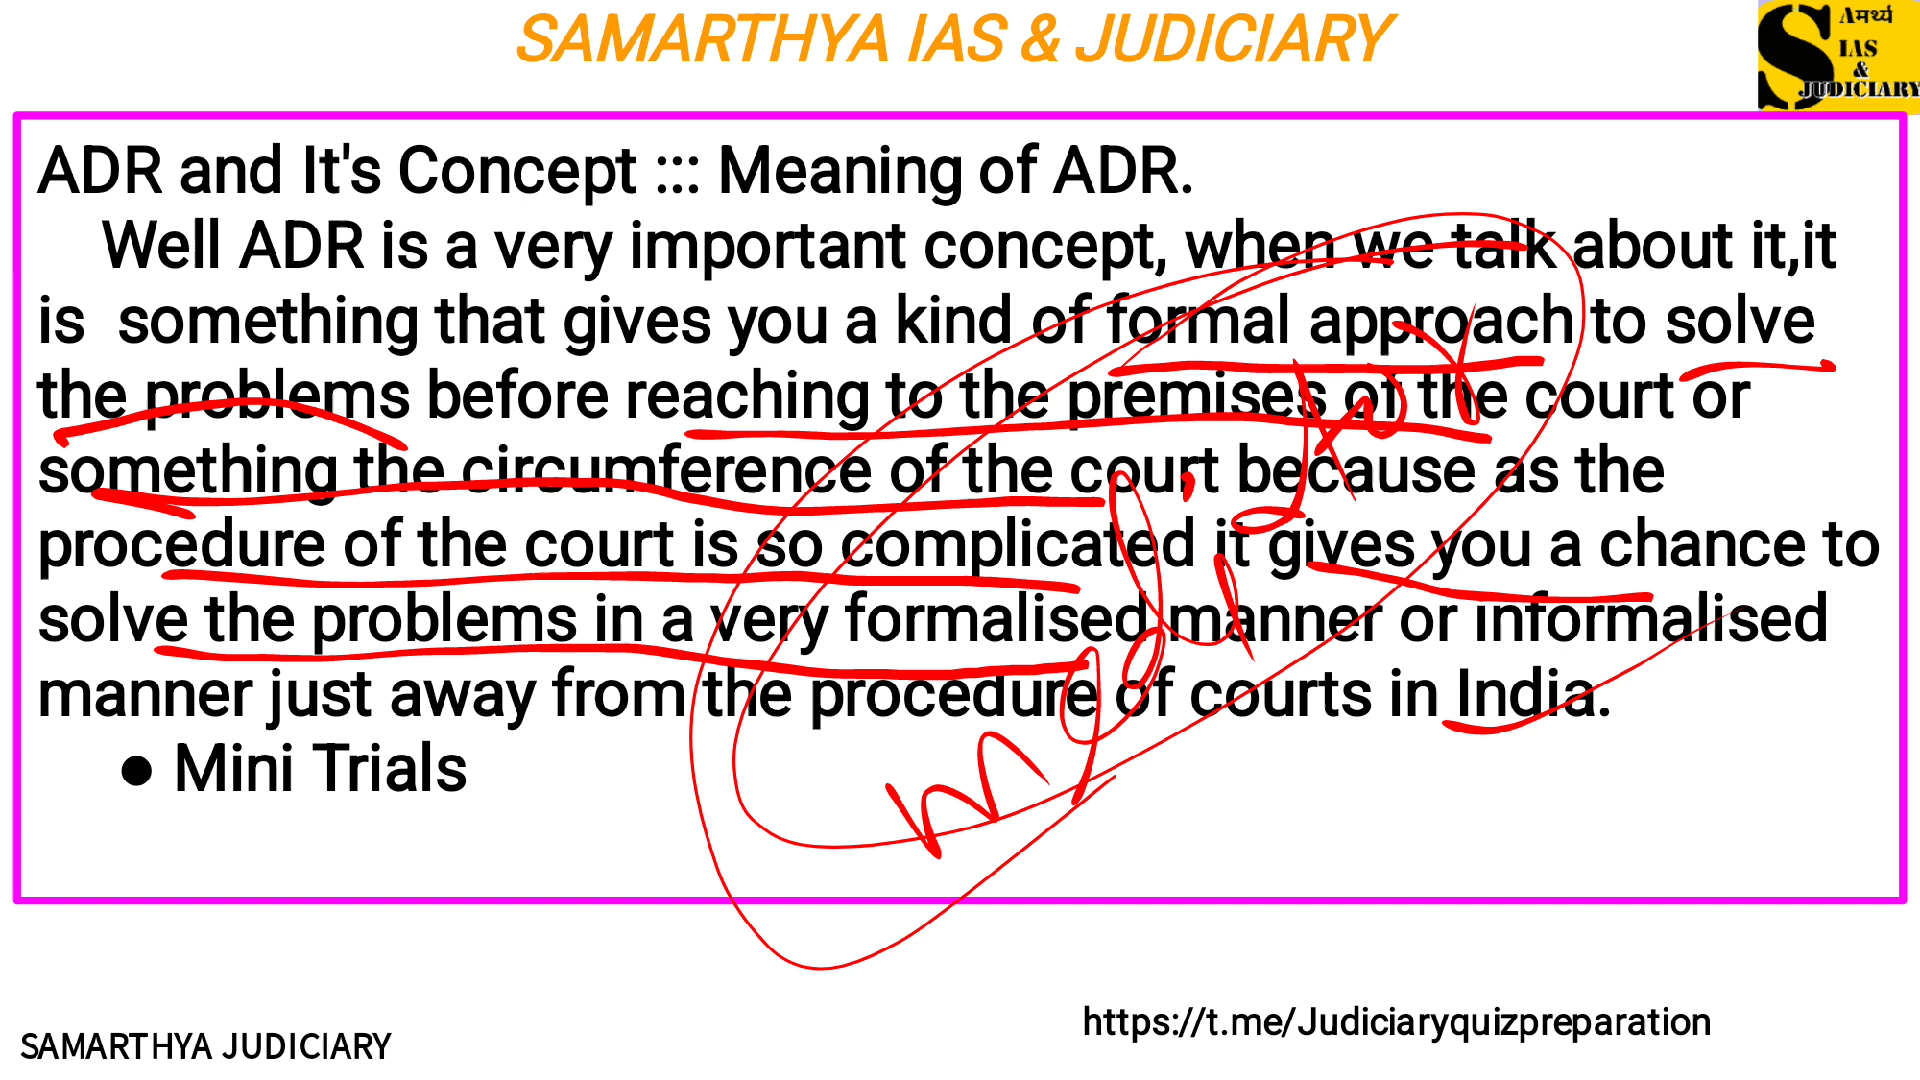 SAMARTHYA IAS & JUDICIARY
Λमर्थ्य
IΛS
&
JUDICIARY
ADR and It's Concept ::: Meaning of ADR.
Well ADR is a very important concept, when we talk about it,it
is something that gives you a kind of formal approach to solve
the problems before reaching to the premises of the court or
something the circumference of the court because as the
procedure of the court is so complicated it gives you a chance to
solve the problems in a very formalised manner or informalised
manner just away from the procedure of courts in India.
● Mini Trials
https://t.me/Judiciaryquizpreparation
SAMARTHYA JUDICIARY